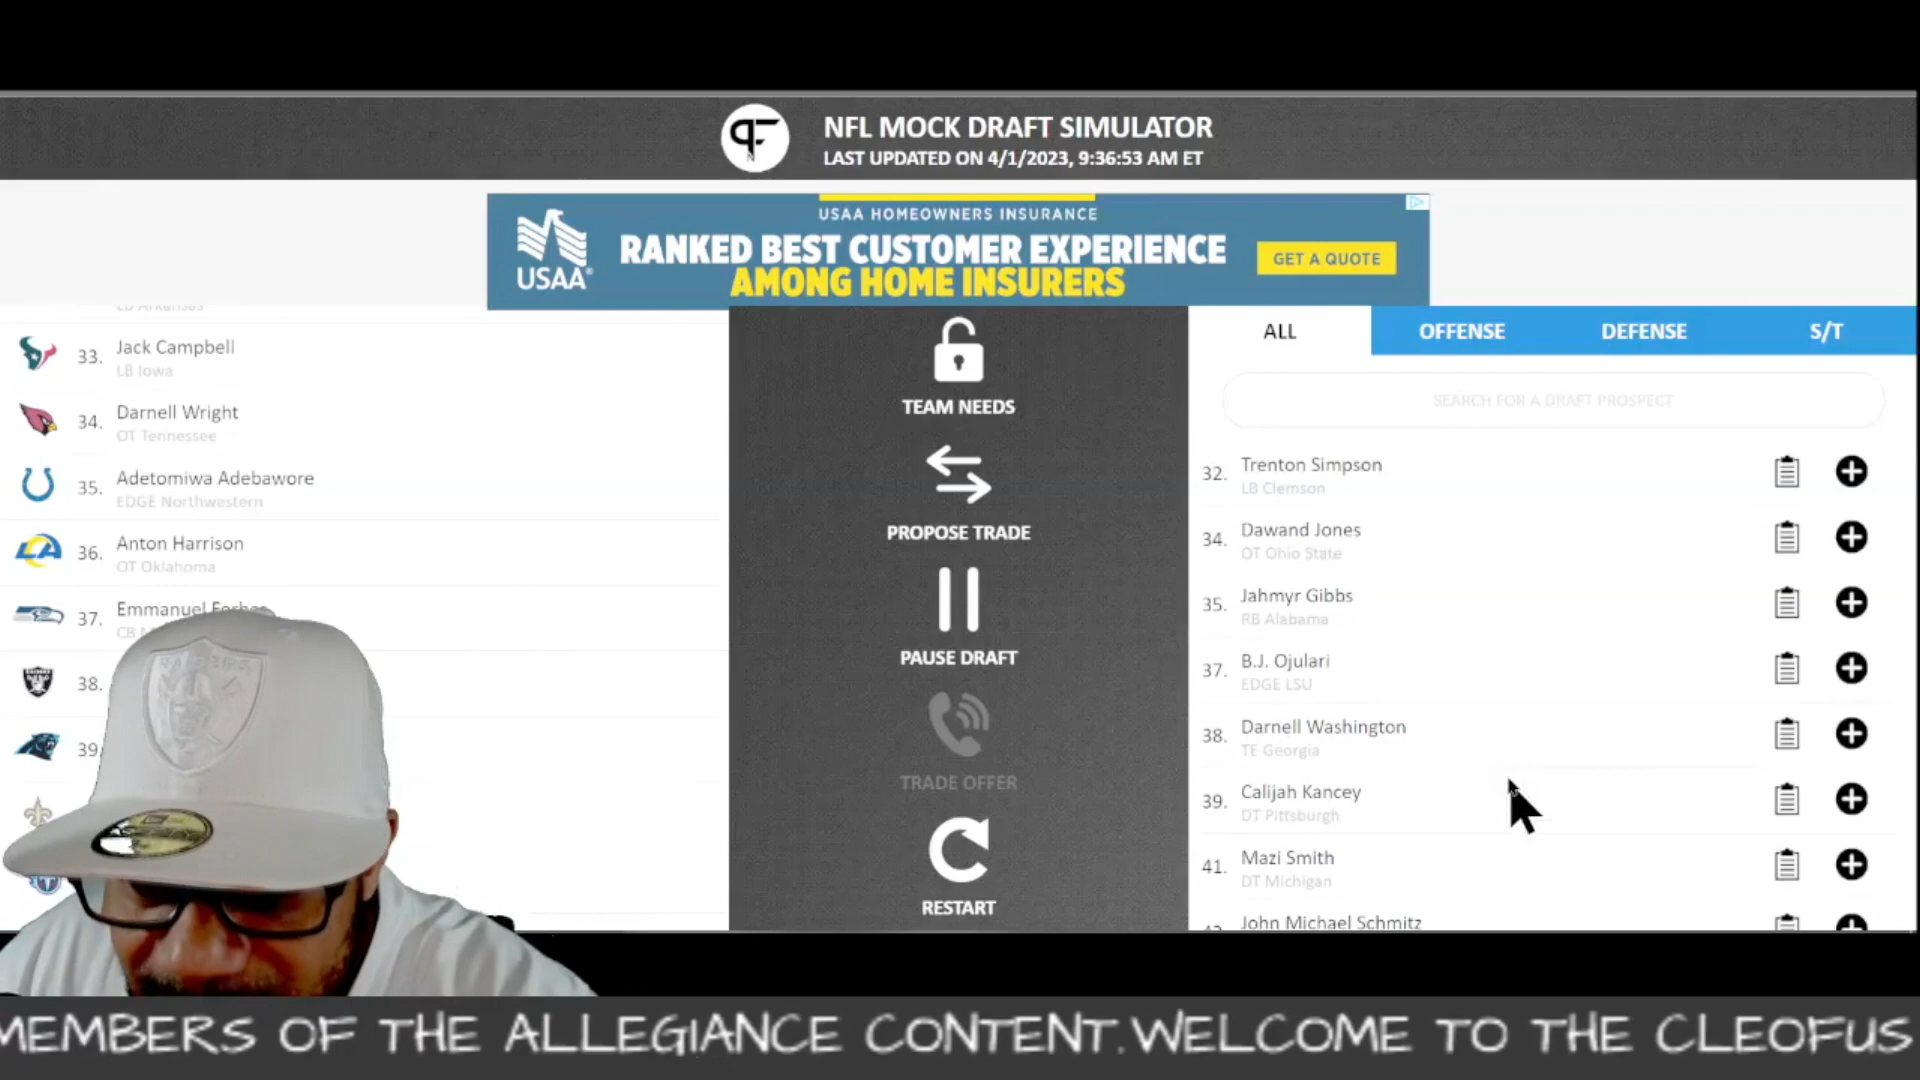 NFL MOCK DRAFT SIMULATOR
LAST UPDATED ON 4/1/2023, 9:36:53 AM ET
USAA HOMEOWNERS INSURANCE
RANKED BEST CUSTOMER EXPERIENCE
AMONG HOME INSURERS
USAA
GET A QUOTE
LB Arkansas
33. Jack Campbell
LB Iowa
34. Darnell Wright
OT Tennessee
35. Adetomiwa Adebawore
EDGE Northwestern
36. Anton Harrison
OT Oklahoma
37. Emmanuel Forbes
CB
38.
39.
RAIDERS
TEAM NEEDS
PROPOSE TRADE
PAUSE DRAFT
TRADE OFFER
RESTART
ALL OFFENSE DEFENSE S/T
SEARCH FOR A DRAFT PROSPECT
32. Trenton Simpson
LB Clemson
34. Dawand Jones
OT Ohio State
35. Jahmyr Gibbs
RB Alabama
37. B.J. Ojulari
EDGE LSU
38. Darnell Washington
TE Georgia
39. Calijah Kancey
DT Pittsburgh
41. Mazi Smith
DT Michigan
John Michael Schmitz
MEMBERS OF THE ALLEGIANCE CONTENT.WELCOME TO THE CLEOFUS